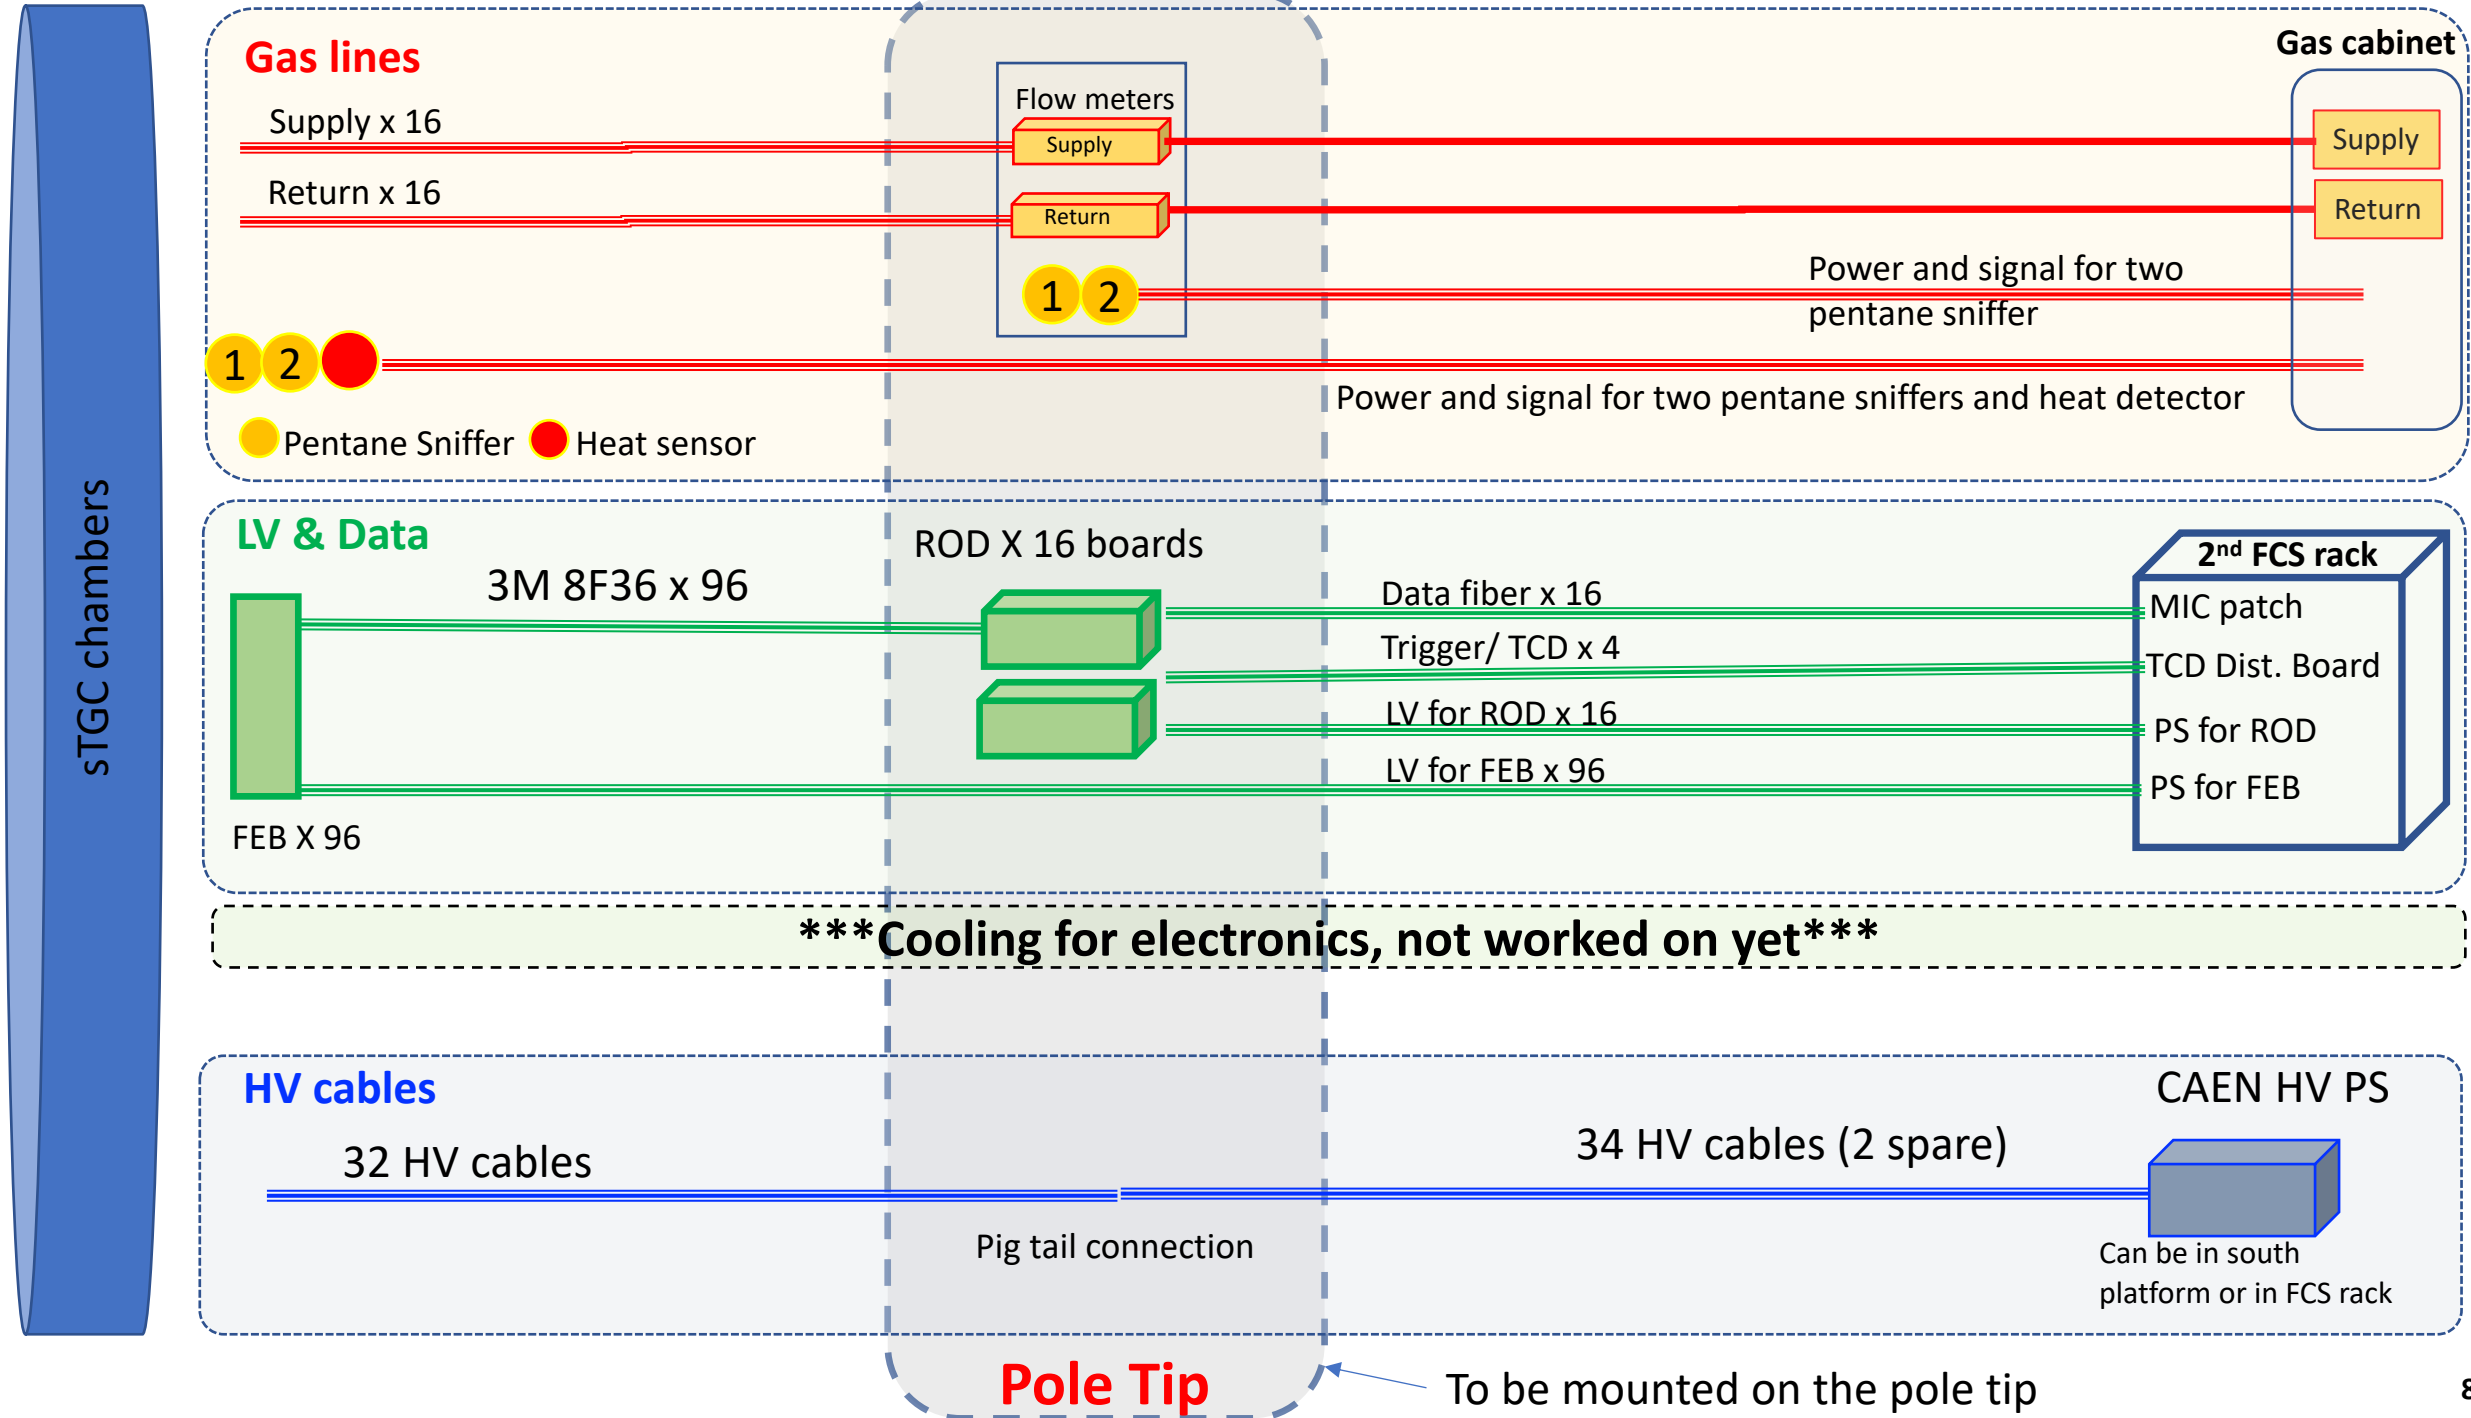 Gas lines
Gas cabinet
Supply x 16
Flow meters
Supply
Supply
Return x 16
Return
Return
1 2
Power and signal for two
pentane sniffer
1 2
Power and signal for two pentane sniffers and heat detector
Pentane Sniffer
Heat sensor
sTGC chambers
LV & Data
3M 8F36 x 96
ROD X 16 boards
2nd FCS rack
Data fiber x 16
MIC patch
Trigger/ TCD x 4
TCD Dist. Board
LV for ROD x 16
PS for ROD
LV for FEB x 96
PS for FEB
FEB X 96
***Cooling for electronics, not worked on yet***
HV cables
CAEN HV PS
32 HV cables
34 HV cables (2 spare)
Pig tail connection
Can be in south
platform or in FCS rack
Pole Tip
To be mounted on the pole tip